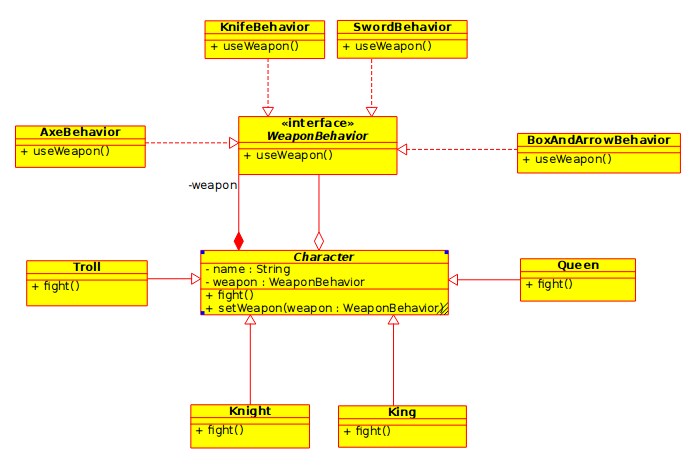 KnifeBehavior
+ useWeapon()
SwordBehavior
+ useWeapon()
AxeBehavior
+ useWeapon()
«interface»
WeaponBehavior
+ useWeapon()
BoxAndArrowBehavior
+ useWeapon()
-weapon
Troll
+ fight()
Character
- name : String
- weapon : WeaponBehavior
+ fight()
+ setWeapon(weapon : WeaponBehavior)
Queen
+ fight()
Knight
+ fight()
King
+ fight()